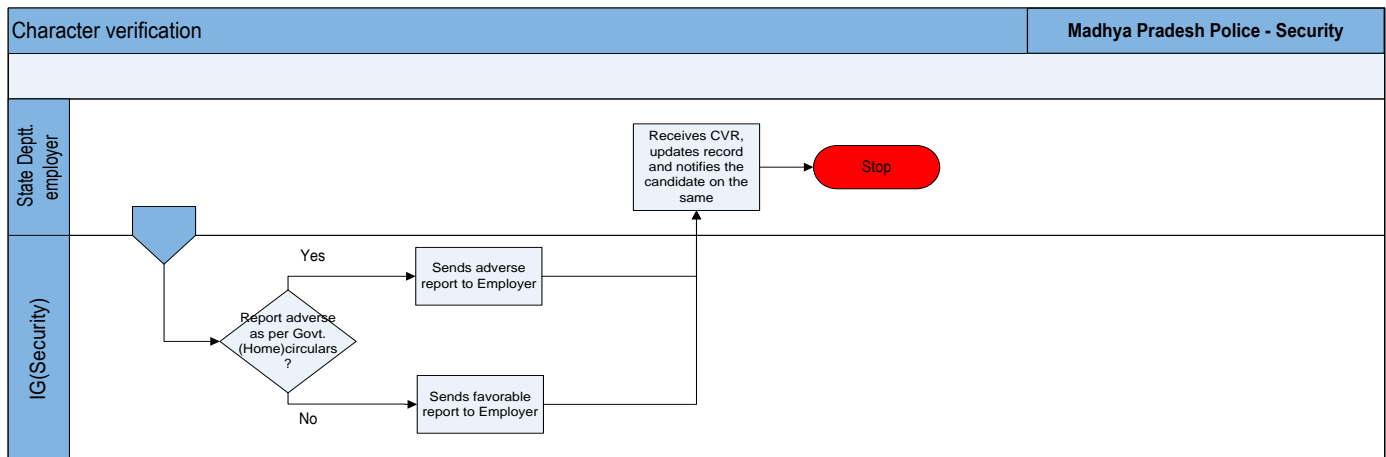 Character verification
Madhya Pradesh Police - Security
State Deptt.
employer
Receives CVR,
updates record
and notifies the
candidate on the
same
Stop
IG(Security)
Yes
Sends adverse
report to Employer
Report adverse
as per Govt.
(Home)circulars
?
Sends favorable
report to Employer
No